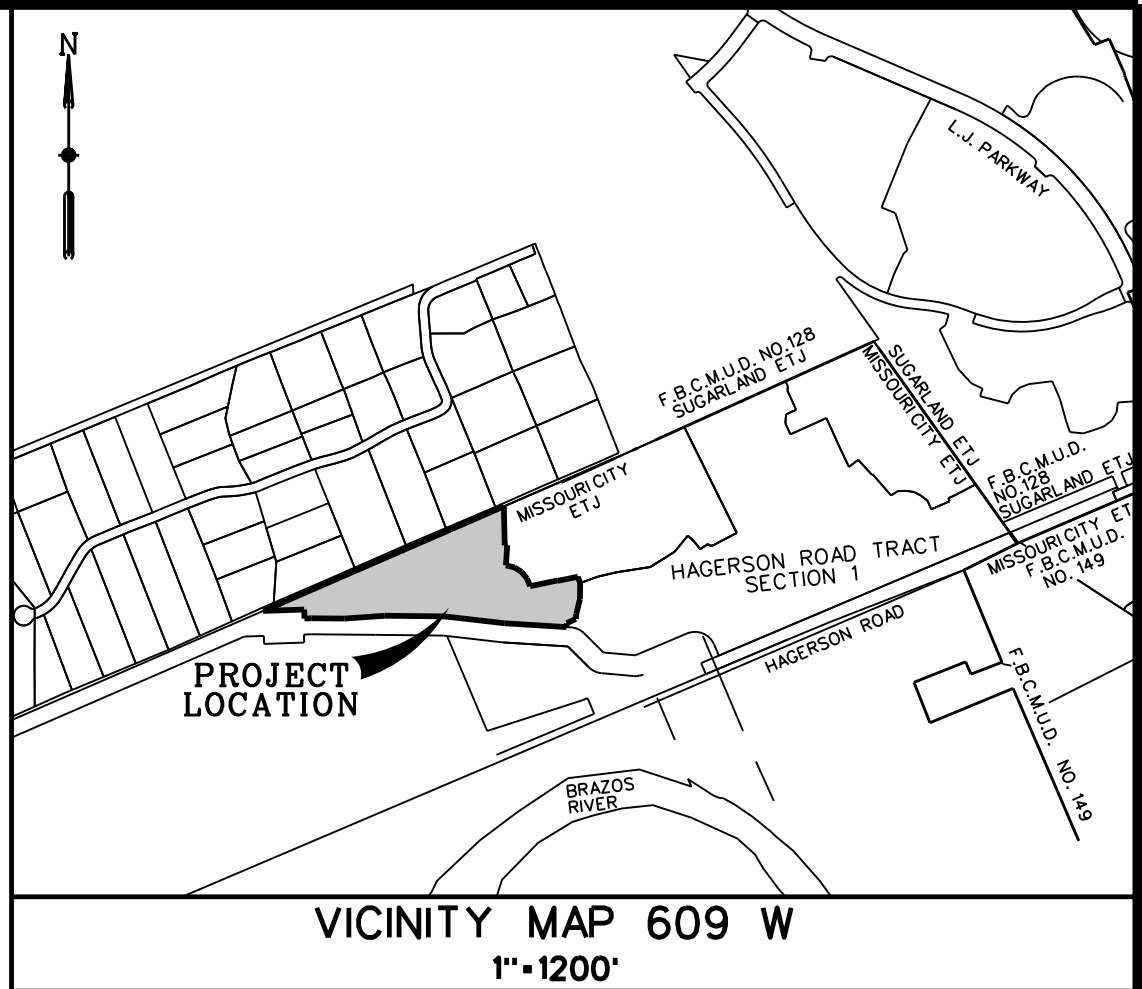 N
L.J. PARKWAY
F.B.C.M.U.D. NO.128
SUGARLAND ETJ
SUGARLAND ETJ
MISSOURI CITY ETJ
F.B.C.M.U.D.
NO.128
SUGARLAND ETJ
MISSOURI CITY
ETJ
MISSOURI CITY ET
F.B.C.M.U.D.
NO. 149
HAGERSON ROAD TRACT
SECTION 1
HAGERSON ROAD
PROJECT
LOCATION
F.B.C.M.U.D. NO. 149
BRAZOS
RIVER
VICINITY MAP 609 W
1"=1200'